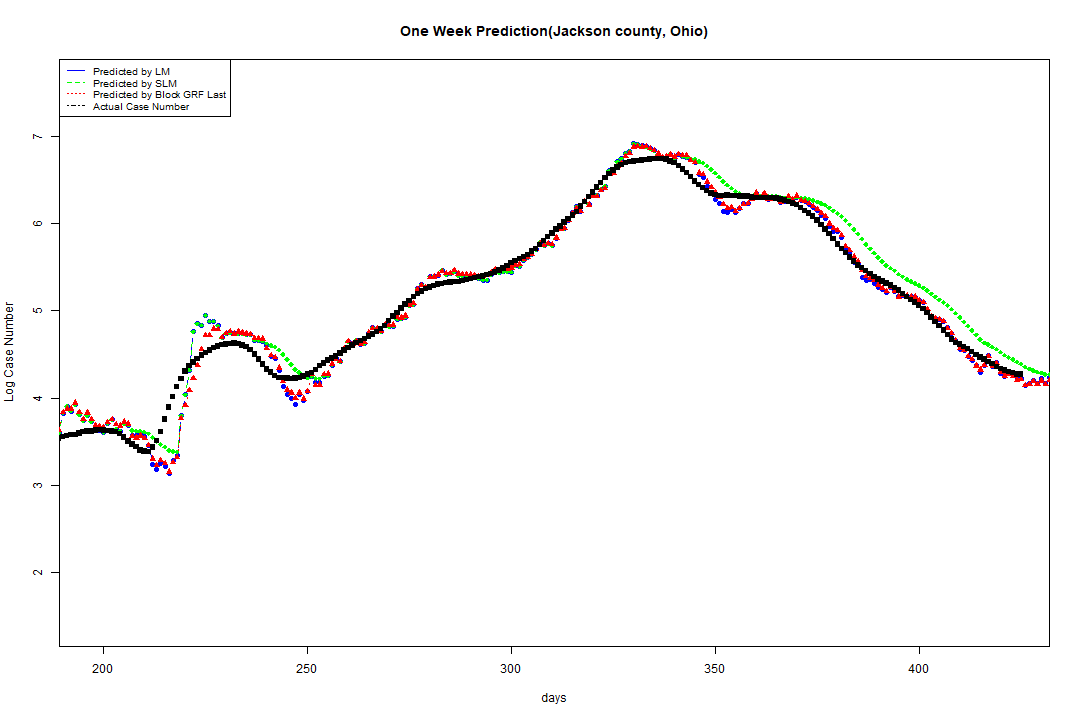 One Week Prediction(Jackson county, Ohio)
Predicted by LM
Predicted by SLM
Predicted by Block GRF Last
Actual Case Number
7
6
5
4
3
2
Log Case Number
200 250 300 350 400
days